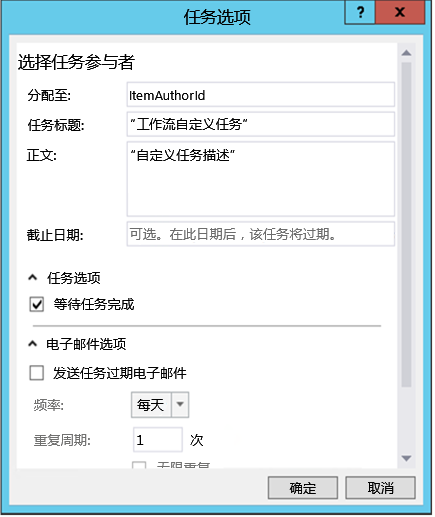 任务选项
?
x
选择任务参与者
分配至: ItemAuthorId
任务标题: “工作流自定义任务”
正文: “自定义任务描述”
截止日期: 可选。在此日期后，该任务将过期。
任务选项
等待任务完成
电子邮件选项
发送任务过期电子邮件
频率: 每天
重复周期: 1 次
无限重复
确定 取消